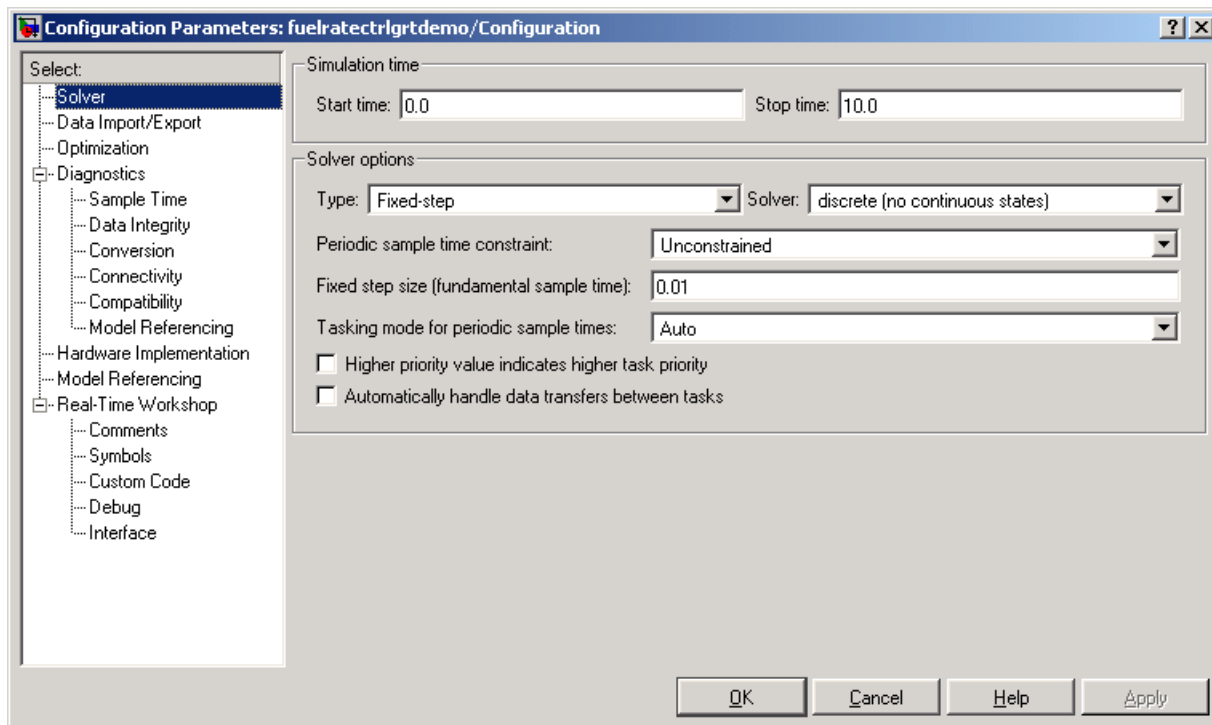 Configuration Parameters: fuelratectrlgrtdemo/Configuration
Select:
Solver
Data Import/Export
Optimization
Diagnostics
Sample Time
Data Integrity
Conversion
Connectivity
Compatibility
Model Referencing
Hardware Implementation
Model Referencing
Real-Time Workshop
Comments
Symbols
Custom Code
Debug
Interface
Simulation time
Start time: 0.0 Stop time: 10.0
Solver options
Type: Fixed-step Solver: discrete (no continuous states)
Periodic sample time constraint: Unconstrained
Fixed step size (fundamental sample time): 0.01
Tasking mode for periodic sample times: Auto
Higher priority value indicates higher task priority
Automatically handle data transfers between tasks
OK Cancel Help Apply